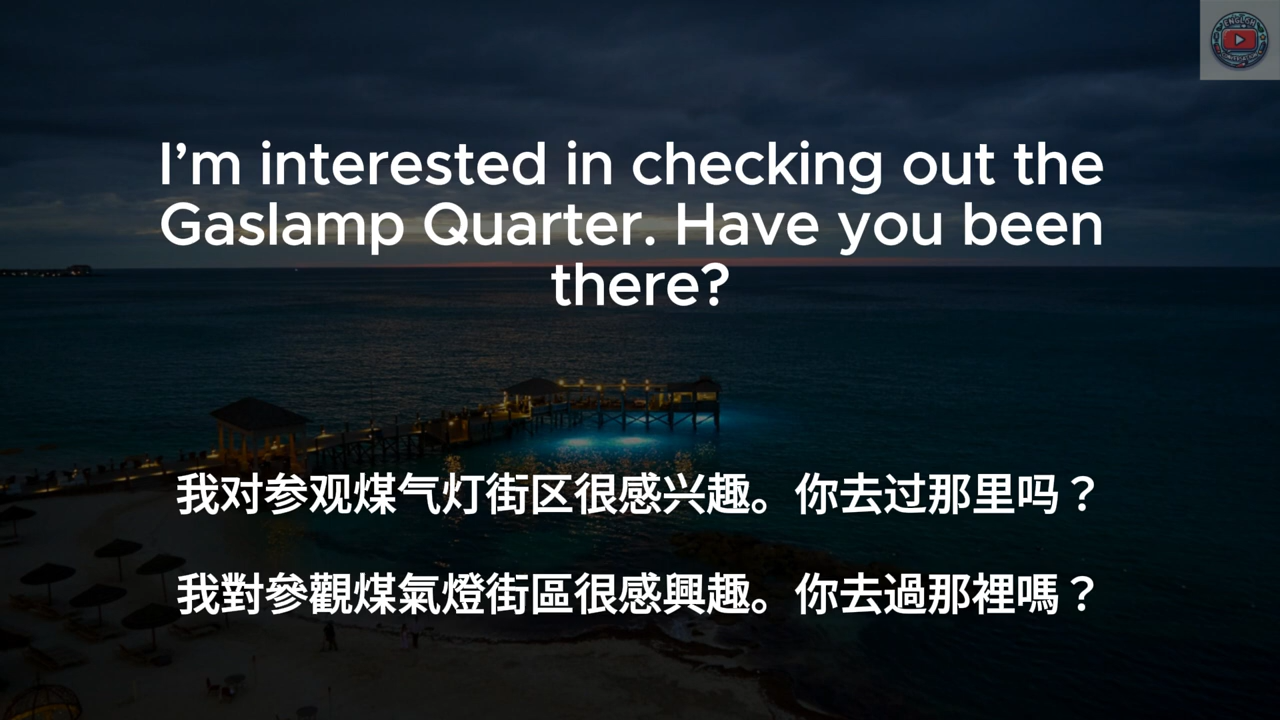 I’m interested in checking out the
Gaslamp Quarter. Have you been
there?
我对参观煤气灯街区很感兴趣。你去过那里吗？
我對參觀煤氣燈街區很感興趣。你去過那裡嗎？